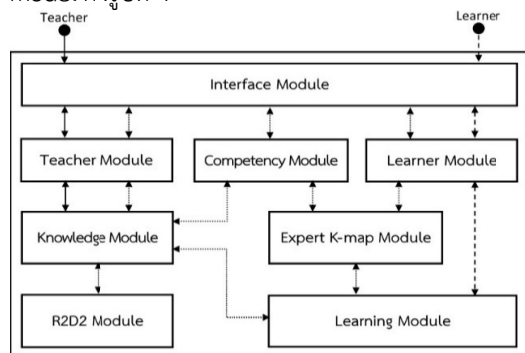 Teacher
Learner
Interface Module
Teacher Module
Competency Module
Learner Module
Knowledge Module
Expert K-map Module
R2D2 Module
Learning Module